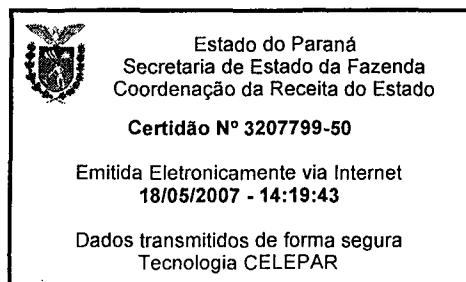 Estado do Paraná
Secretaria de Estado da Fazenda
Coordenação da Receita do Estado
Certidão Nº 3207799-50
Emitida Eletronicamente via Internet
18/05/2007 - 14:19:43
Dados transmitidos de forma segura
Tecnologia CELEPAR